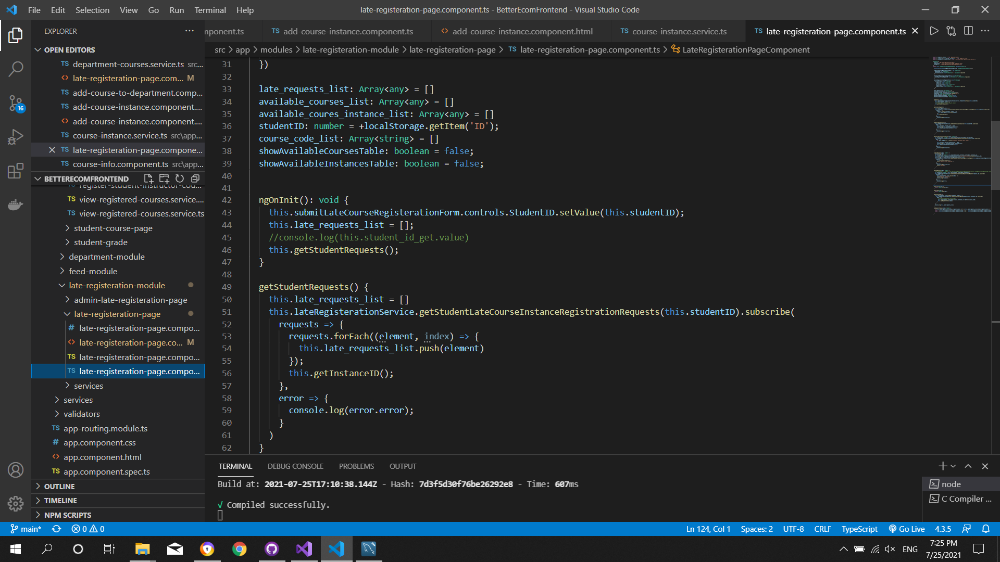 File Edit Selection View Go Run Terminal Help
late-registeration-page.component.ts - BetterEcomFrontend - Visual Studio Code
EXPLORER
mponent.ts
TS add-course-instance.component.ts
<> add-course-instance.component.html
TS course-instance.service.ts
TS late-registeration-page.component.ts
src > app > modules > late-registeration-module > late-registeration-page > TS late-registeration-page.component.ts > LateRegisterationPageComponent
OPEN EDITORS
TS department-courses.service.ts src...
<> late-registeration-page.com... M
TS add-course-to-department.comp...
TS add-course-instance.component....
<> add-course-instance.component....
TS course-instance.service.ts src\app...
TS late-registeration-page.compone...
TS course-info.component.ts src\app...
BETTERECOMFRONTEND
TS register-student-instructor-cou...
TS view-registered-courses.service....
TS view-registered-courses.service.ts
student-course-page
student-grade
department-module
feed-module
late-registeration-module
admin-late-registeration-page
late-registeration-page
# late-registeration-page.compo...
<> late-registeration-page.co... M
TS late-registeration-page.compo...
TS late-registeration-page.compo...
services
services
validators
TS app-routing.module.ts
# app.component.css
<> app.component.html
TS app.component.spec.ts
OUTLINE
TIMELINE
NPM SCRIPTS
16
31 })
32
33 late_requests_list: Array<any> = []
34 available_courses_list: Array<any> = []
35 available_coures_instance_list: Array<any> = []
36 studentID: number = +localStorage.getItem('ID');
37 course_code_list: Array<string> = []
38 showAvailableCoursesTable: boolean = false;
39 showAvailableInstancesTable: boolean = false;
40
41
42 ngOnInit(): void {
43 this.submitLateCourseRegisterationForm.controls.StudentID.setValue(this.studentID);
44 this.late_requests_list = [];
45 //console.log(this.student_id_get.value)
46 this.getStudentRequests();
47 }
48
49 getStudentRequests() {
50 this.late_requests_list = []
51 this.lateRegisterationService.getStudentLateCourseInstanceRegistrationRequests(this.studentID).subscribe(
52 requests => {
53 requests.forEach((element, index) => {
54 this.late_requests_list.push(element)
55 });
56 this.getInstanceID();
57 },
58 error => {
59 console.log(error.error);
60 }
61 )
62 }
TERMINAL DEBUG CONSOLE PROBLEMS OUTPUT
Build at: 2021-07-25T17:10:38.144Z - Hash: 7d3f5d30f76be26292e8 - Time: 607ms
√ Compiled successfully.
node
C Compiler ...
main* 0 0
Ln 124, Col 1 Spaces: 2 UTF-8 CRLF TypeScript Go Live 4.3.5
ENG
7:25 PM
7/25/2021